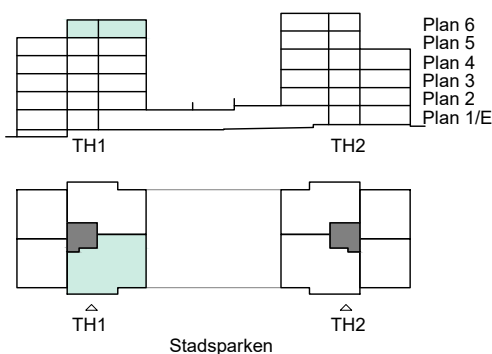 Plan 6
Plan 5
Plan 4
Plan 3
Plan 2
Plan 1/E
TH1 TH2
TH1 TH2
Stadsparken